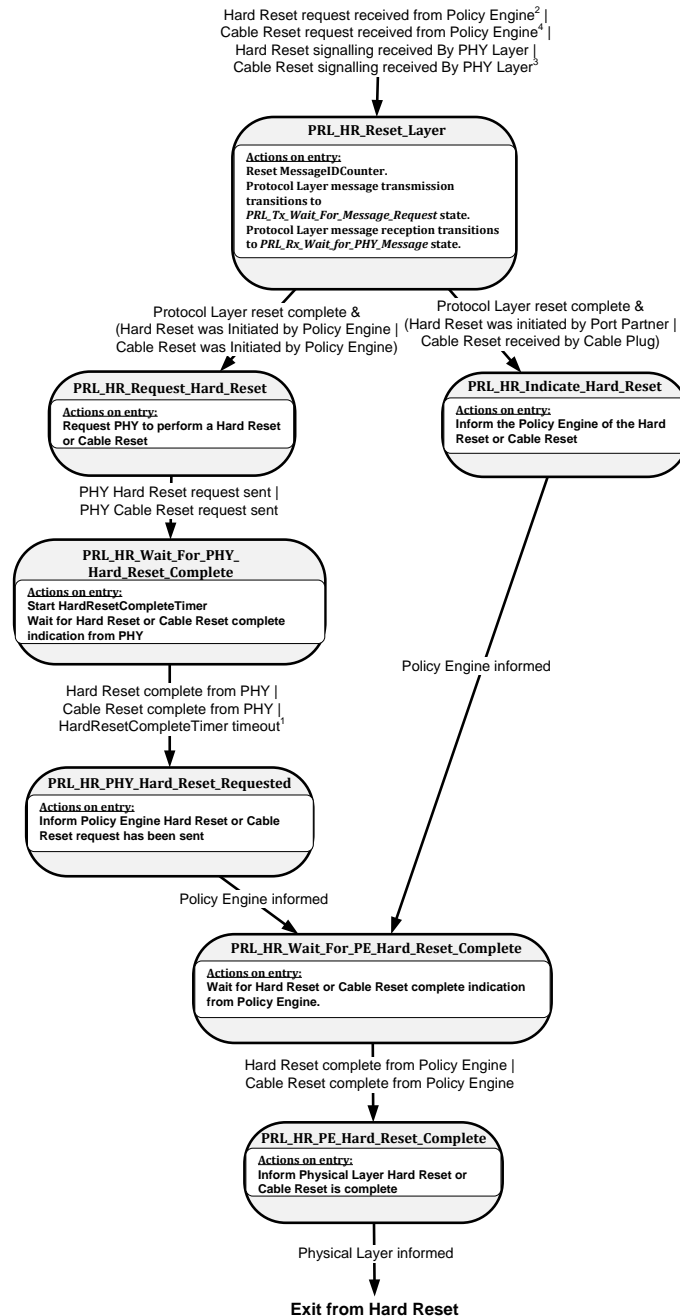 Hard Reset request received from Policy Engine² |
Cable Reset request received from Policy Engine⁴ |
Hard Reset signalling received By PHY Layer |
Cable Reset signalling received By PHY Layer³
PRL_HR_Reset_Layer
Actions on entry:
Reset MessageIDCounter.
Protocol Layer message transmission
transitions to
PRL_Tx_Wait_For_Message_Request state.
Protocol Layer message reception transitions
to PRL_Rx_Wait_for_PHY_Message state.
Protocol Layer reset complete &
(Hard Reset was Initiated by Policy Engine |
Cable Reset was Initiated by Policy Engine)
Protocol Layer reset complete &
(Hard Reset was initiated by Port Partner |
Cable Reset received by Cable Plug)
PRL_HR_Request_Hard_Reset
Actions on entry:
Request PHY to perform a Hard Reset
or Cable Reset
PRL_HR_Indicate_Hard_Reset
Actions on entry:
Inform the Policy Engine of the Hard
Reset or Cable Reset
PHY Hard Reset request sent |
PHY Cable Reset request sent
PRL_HR_Wait_For_PHY_
Hard_Reset_Complete
Actions on entry:
Start HardResetCompleteTimer
Wait for Hard Reset or Cable Reset complete
indication from PHY
Policy Engine informed
Hard Reset complete from PHY |
Cable Reset complete from PHY |
HardResetCompleteTimer timeout¹
PRL_HR_PHY_Hard_Reset_Requested
Actions on entry:
Inform Policy Engine Hard Reset or Cable
Reset request has been sent
Policy Engine informed
PRL_HR_Wait_For_PE_Hard_Reset_Complete
Actions on entry:
Wait for Hard Reset or Cable Reset complete indication
from Policy Engine.
Hard Reset complete from Policy Engine |
Cable Reset complete from Policy Engine
PRL_HR_PE_Hard_Reset_Complete
Actions on entry:
Inform Physical Layer Hard Reset or
Cable Reset is complete
Physical Layer informed
Exit from Hard Reset